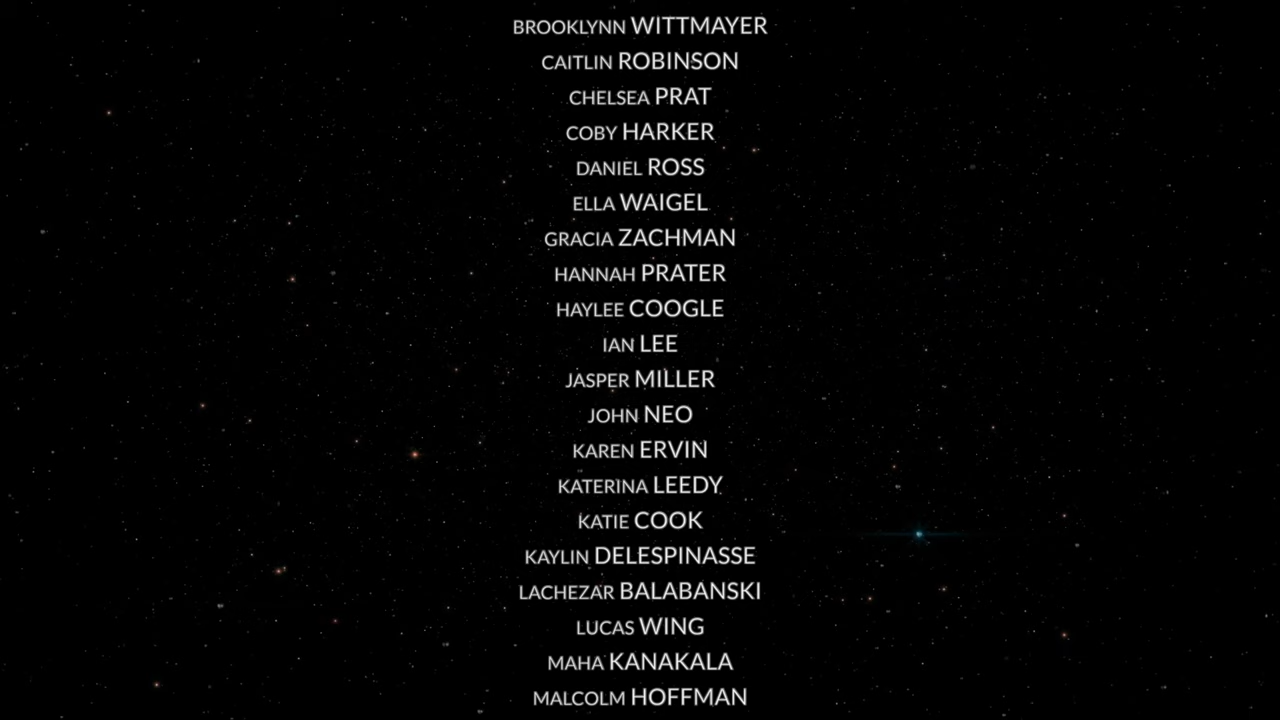 BROOKLYNN WITTMAYER
CAITLIN ROBINSON
CHELSEA PRAT
COBY HARKER
DANIEL ROSS
ELLA WAIGEL
GRACIA ZACHMAN
HANNAH PRATER
HAYLEE COOGLE
IAN LEE
JASPER MILLER
JOHN NEO
KAREN ERVIN
KATERINA LEEDY
KATIE COOK
KAYLIN DELESPINASSE
LACHEZAR BALABANSKI
LUCAS WING
MAHA KANAKALA
MALCOLM HOFFMAN